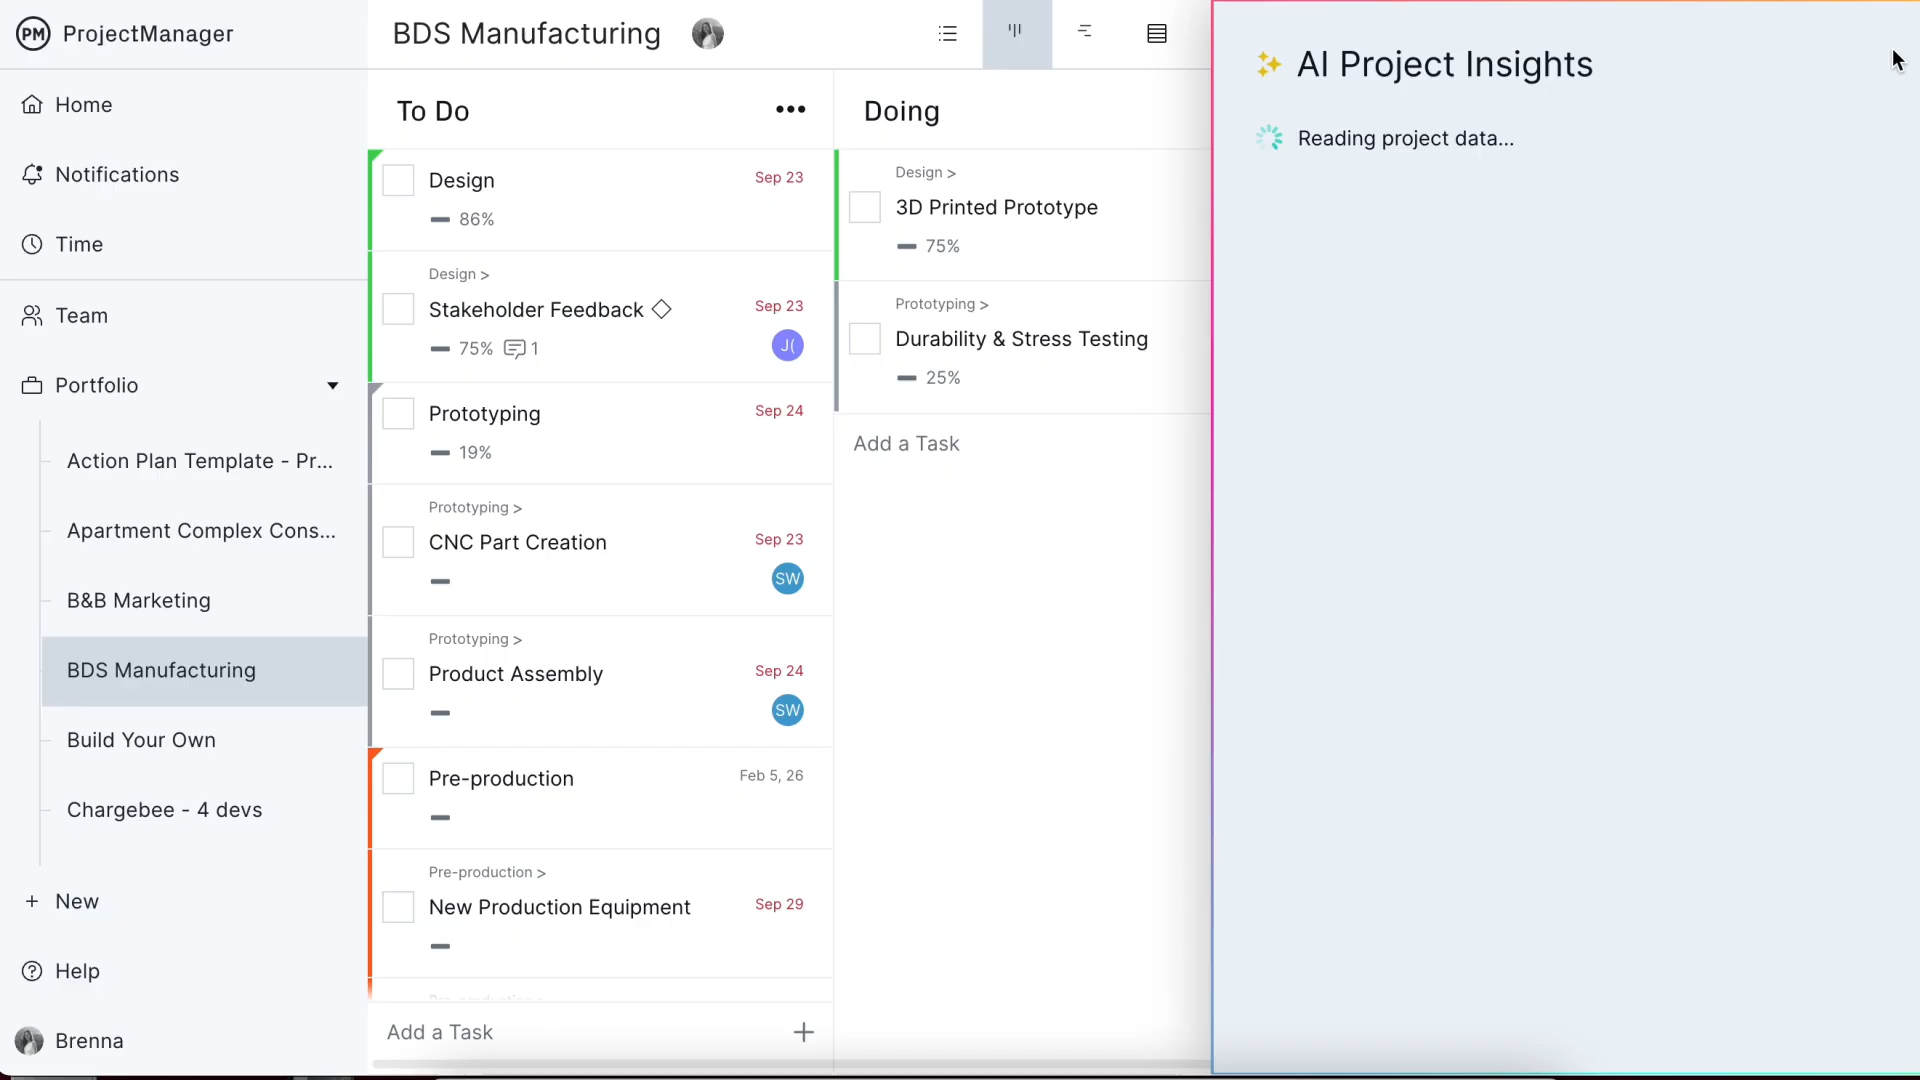 PM ProjectManager
Home
Notifications
Time
Team
Portfolio
Action Plan Template - Pr...
Apartment Complex Cons...
B&B Marketing
BDS Manufacturing
Build Your Own
Chargebee - 4 devs
+ New
Help
Brenna
BDS Manufacturing
To Do
Design
Sep 23
86%
Design >
Stakeholder Feedback
Sep 23
75% 1
J(
Prototyping
Sep 24
19%
Prototyping >
CNC Part Creation
Sep 23
SW
Prototyping >
Product Assembly
Sep 24
SW
Pre-production
Feb 5, 26
Pre-production >
New Production Equipment
Sep 29
Add a Task
Doing
Design >
3D Printed Prototype
75%
Prototyping >
Durability & Stress Testing
25%
Add a Task
AI Project Insights
Reading project data...